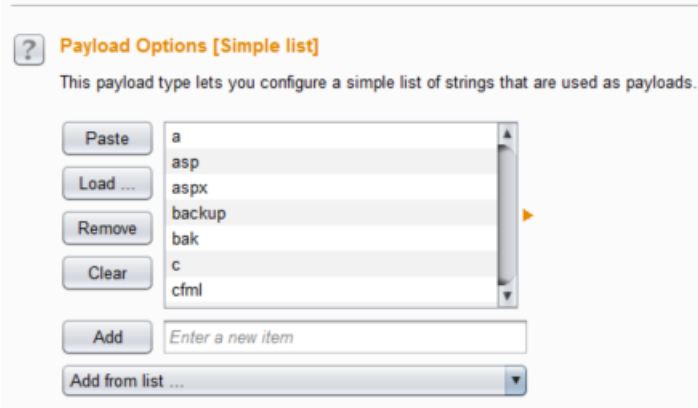 ?
Payload Options [Simple list]
This payload type lets you configure a simple list of strings that are used as payloads.
Paste
a
asp
Load ...
aspx
backup
Remove
bak
Clear
c
cfml
Add
Enter a new item
Add from list ...